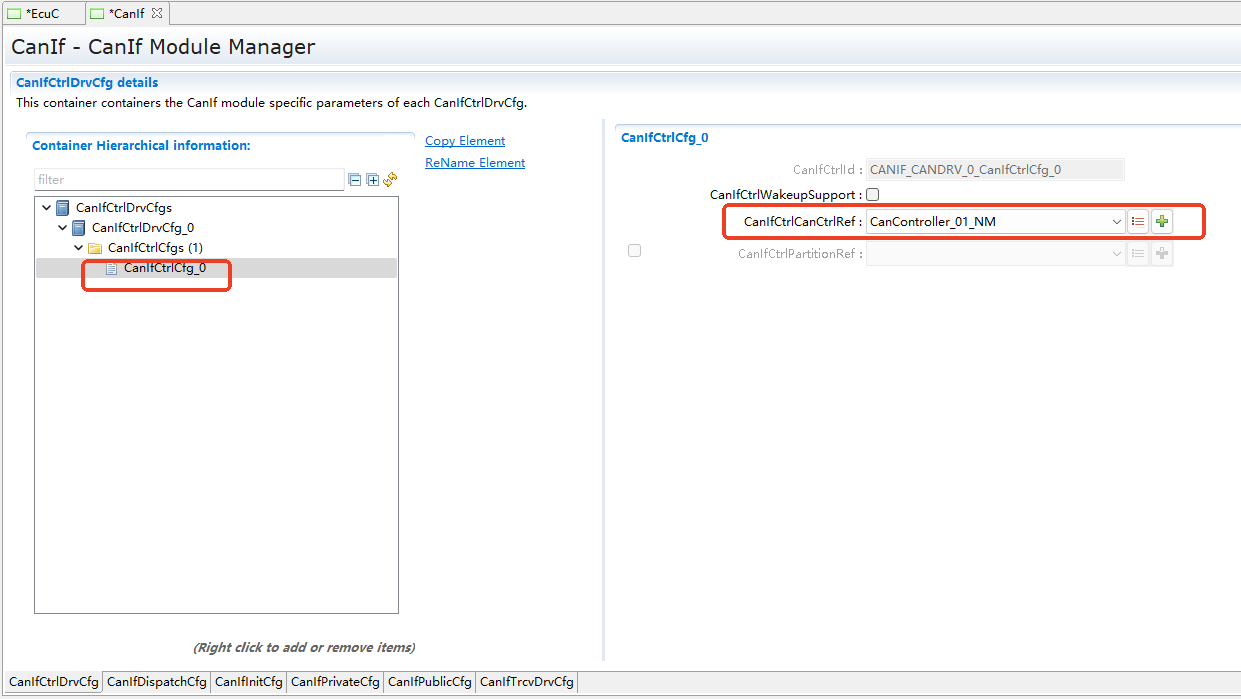 *EcuC
*CanIf
CanIf - CanIf Module Manager
CanIfCtrlDrvCfg details
This container containers the CanIf module specific parameters of each CanIfCtrlDrvCfg.
Container Hierarchical information:
filter
CanIfCtrlDrvCfgs
CanIfCtrlDrvCfg_0
CanIfCtrlCfgs (1)
CanIfCtrlCfg_0
(Right click to add or remove items)
Copy Element
ReName Element
CanIfCtrlCfg_0
CanIfCtrlId : CANIF_CANDRV_0_CanIfCtrlCfg_0
CanIfCtrlWakeupSupport :
CanIfCtrlCanCtrlRef : CanController_01_NM
CanIfCtrlPartitionRef :
CanIfCtrlDrvCfg CanIfDispatchCfg CanIfInitCfg CanIfPrivateCfg CanIfPublicCfg CanIfTrcvDrvCfg